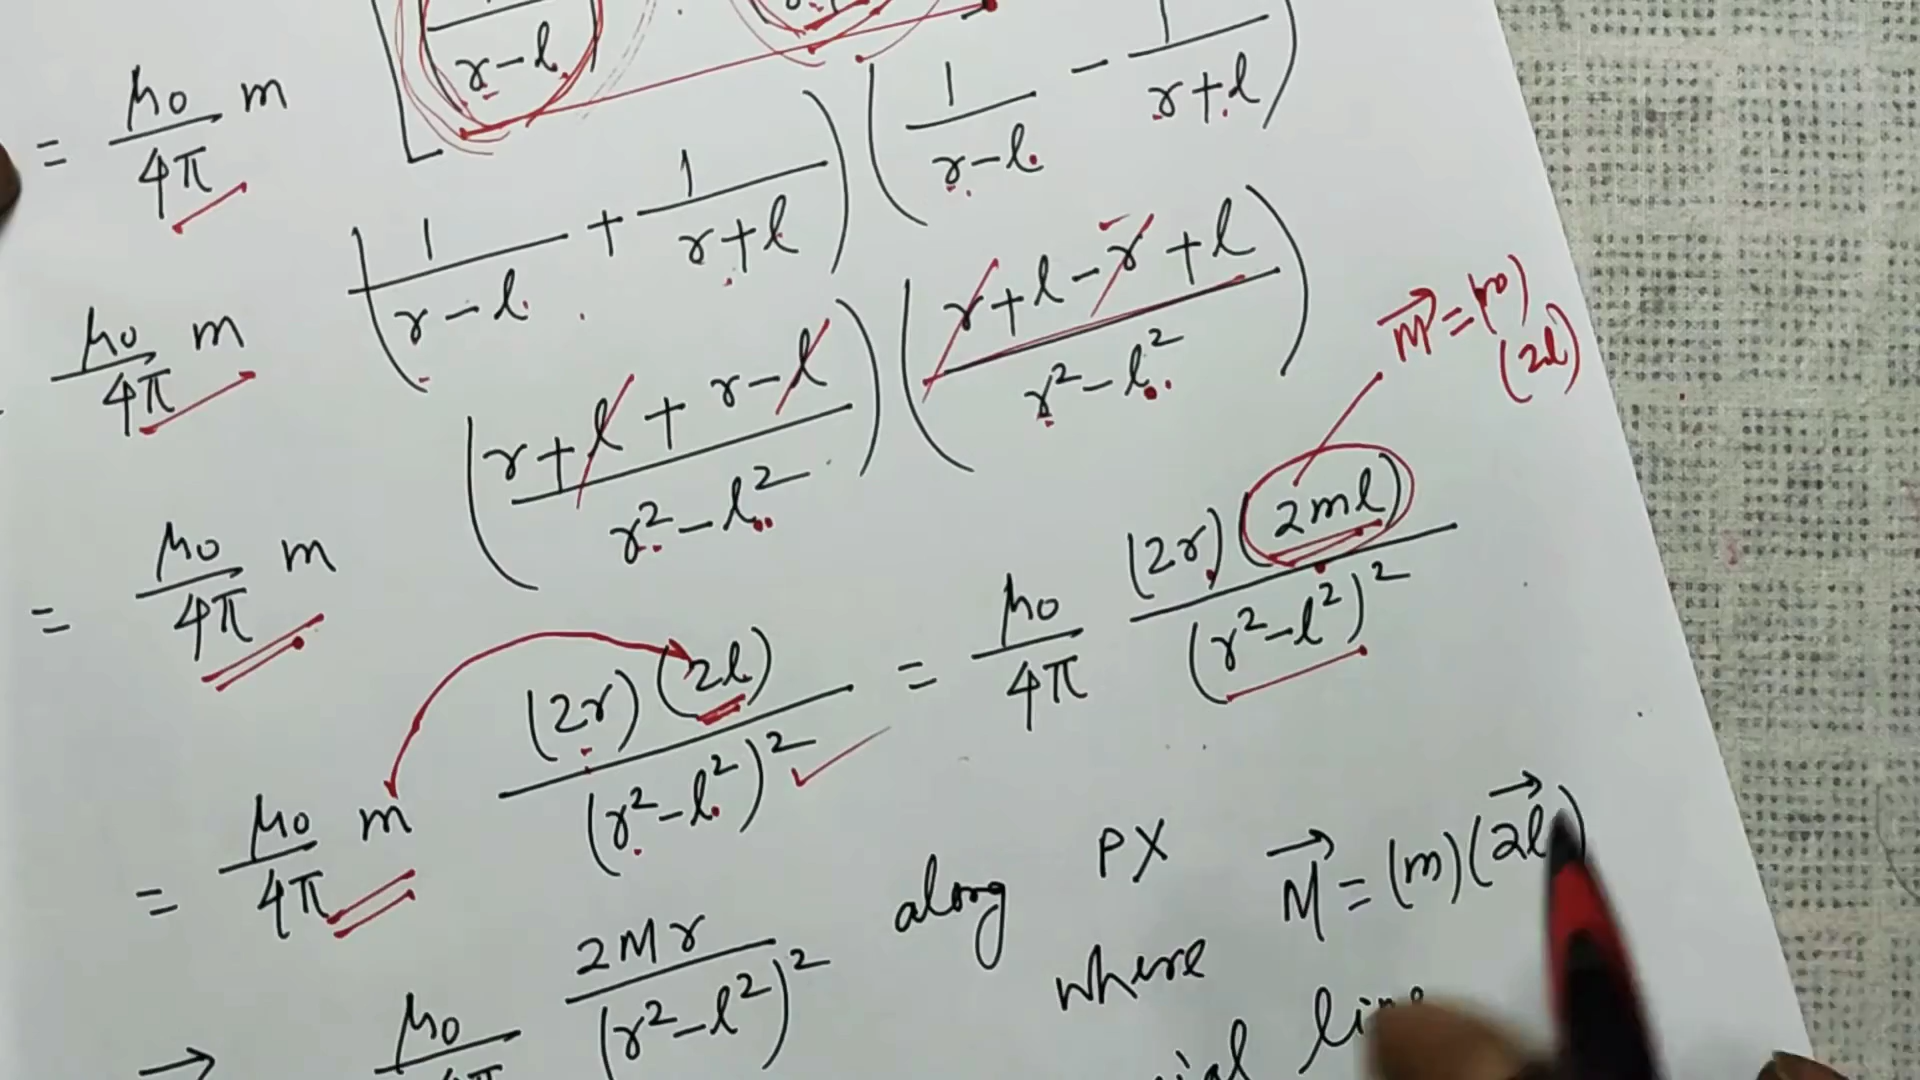 = μ0/4π m [ 1/(r-l)
μ0/4π m (1/(r-l) + 1/(r+l)) (1/(r-l) - 1/(r+l))
= μ0/4π m ((r+l+r-l)/(r²-l²)) ((r+l-r+l)/(r²-l²))
M⃗ = (m) (2l)
= μ0/4π m (2r)(2l)/(r²-l²)² = μ0/4π (2r)(2ml)/(r²-l²)²
→ μ0/4π 2Mr/(r²-l²)² along PX
where M⃗ = (m)(2l⃗)